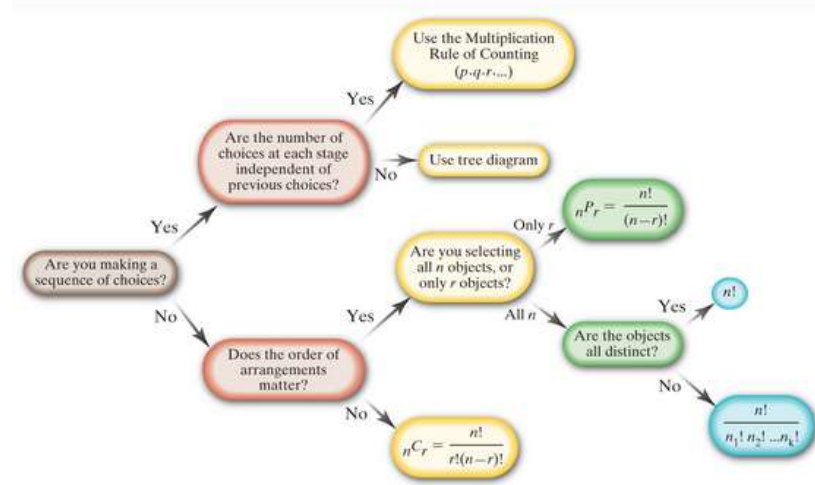 Use the Multiplication
Rule of Counting
(p·q·r·...)
Yes
Are the number of
choices at each stage
independent of
previous choices?
No
Use tree diagram
Yes
Are you making a
sequence of choices?
No
Does the order of
arrangements
matter?
Yes
Are you selecting
all n objects, or
only r objects?
Only r
nPr = n!
(n−r)!
All n
Are the objects
all distinct?
Yes
n!
No
n!
n1! n2! ...nk!
No
nCr = n!
r!(n−r)!